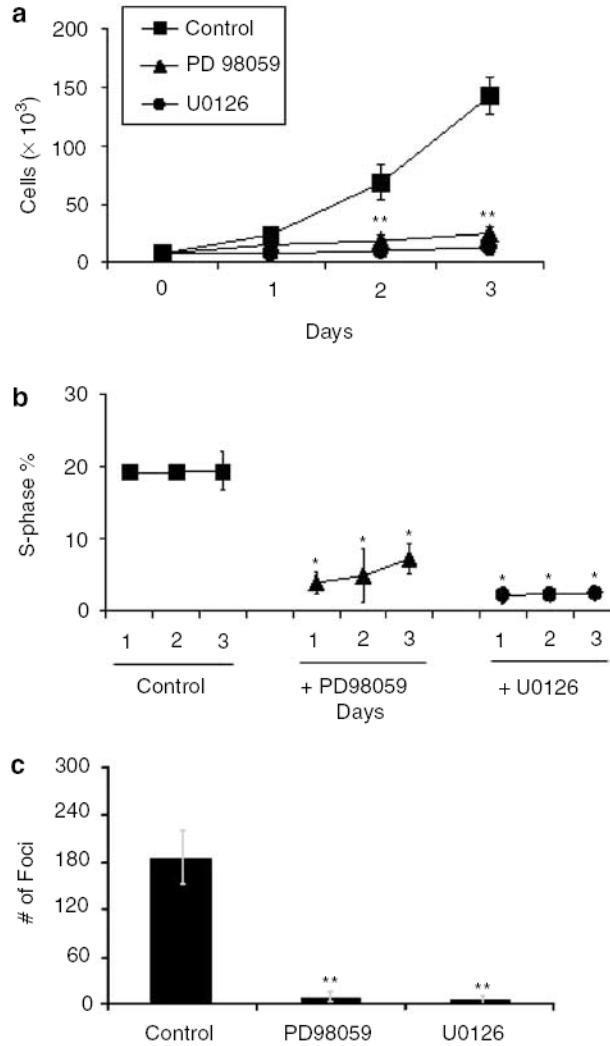 a
200
150
100
50
0
Cells (× 10³)
Control
PD 98059
U0126
**
**
0 1 2 3
Days
b
30
20
10
0
S-phase %
* * *
* * *
1 2 3 1 2 3 1 2 3
Control + PD98059 + U0126
Days
c
300
240
180
120
60
0
# of Foci
** **
Control PD98059 U0126